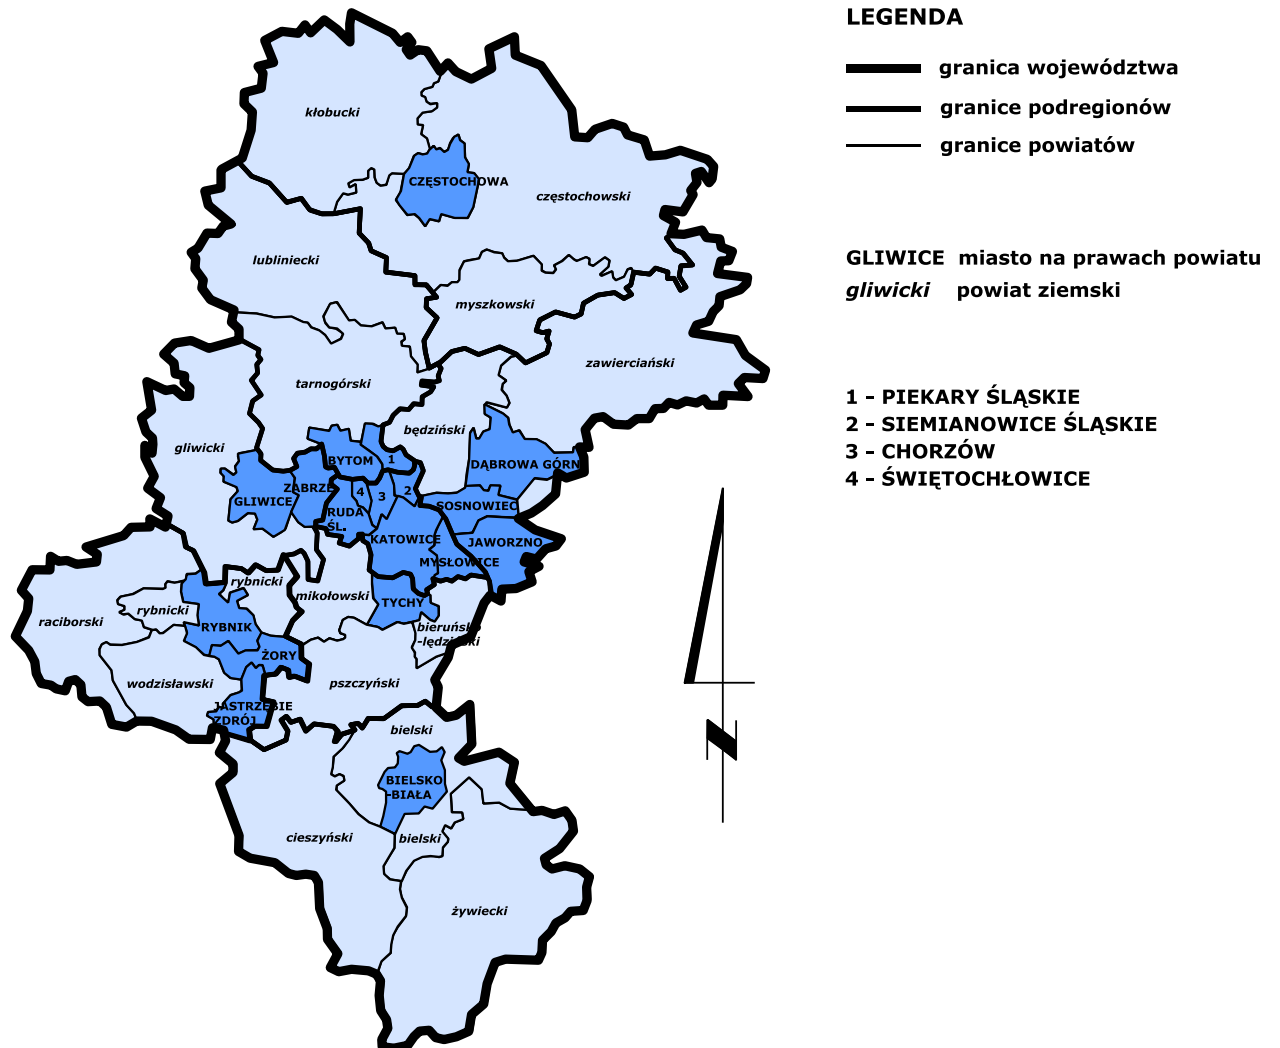 LEGENDA
granica województwa
granice podregionów
granice powiatów
GLIWICE miasto na prawach powiatu
gliwicki powiat ziemski
1 - PIEKARY ŚLĄSKIE
2 - SIEMIANOWICE ŚLĄSKIE
3 - CHORZÓW
4 - ŚWIĘTOCHŁOWICE
kłobucki
CZĘSTOCHOWA
częstochowski
lubliniecki
myszkowski
zawierciański
tarnogórski
będziński
gliwicki
BYTOM
1
DĄBROWA GÓRN
ZABRZE
GLIWICE
4
3
2
SOSNOWIEC
RUDA
ŚL.
KATOWICE
JAWORZNO
MYSŁOWICE
rybnicki
mikołowski
TYCHY
rybnicki
raciborski
RYBNIK
bieruńsko
-lędziński
ŻORY
wodzisławski
pszczyński
JASTRZĘBIE
ZDRÓJ
bielski
BIELSKO
-BIAŁA
cieszyński
bielski
żywiecki
N